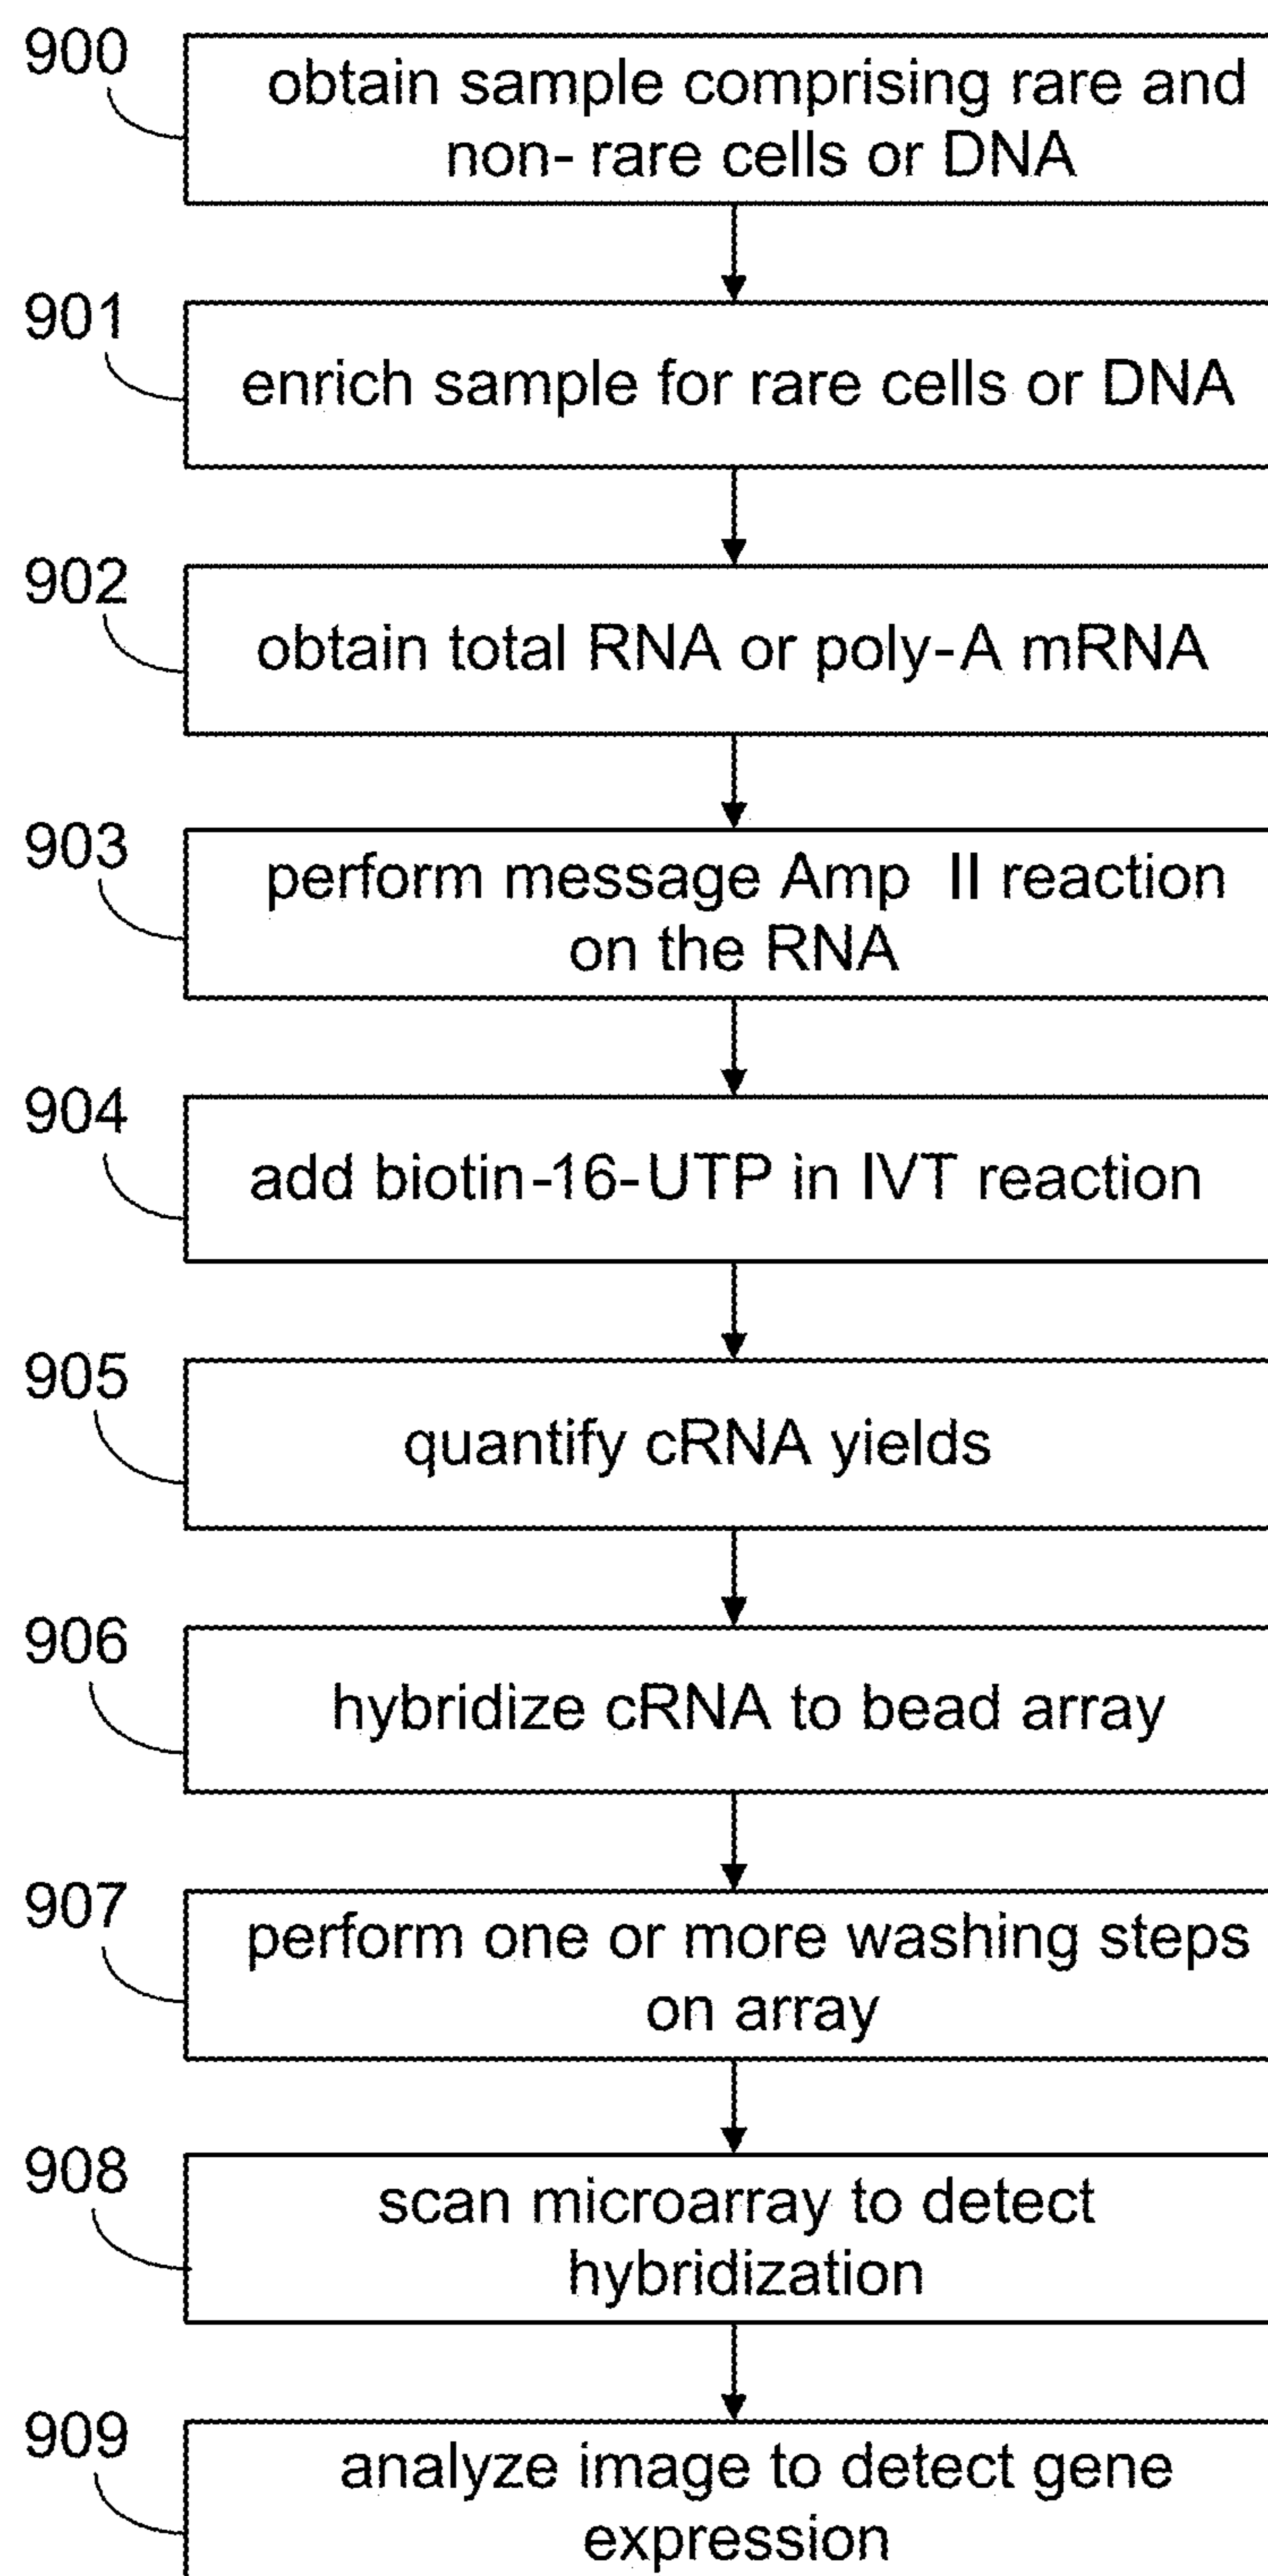 900
obtain sample comprising rare and
non- rare cells or DNA
901
enrich sample for rare cells or DNA
902
obtain total RNA or poly-A mRNA
903
perform message Amp II reaction
on the RNA
904
add biotin-16-UTP in IVT reaction
905
quantify cRNA yields
906
hybridize cRNA to bead array
907
perform one or more washing steps
on array
908
scan microarray to detect
hybridization
909
analyze image to detect gene
expression